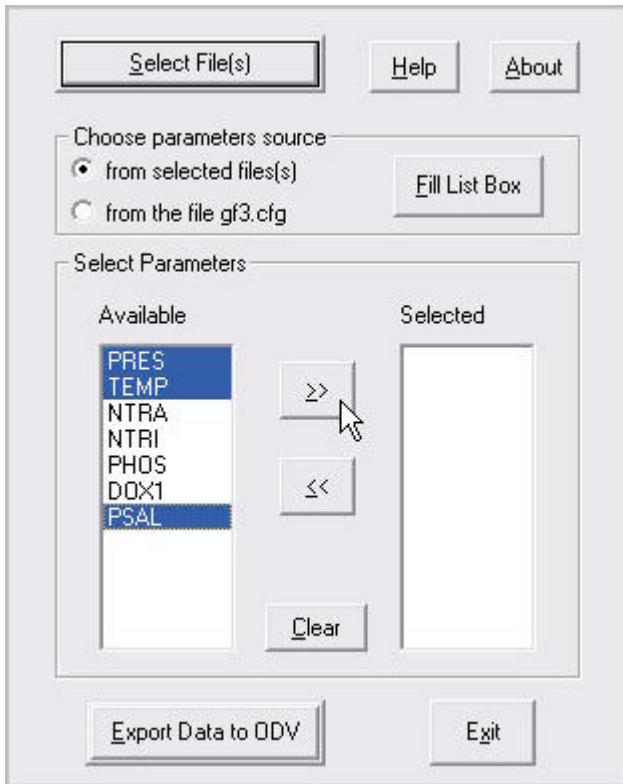 Select File(s)
Help
About
Choose parameters source
from selected files(s)
from the file gf3.cfg
Fill List Box
Select Parameters
Available
Selected
PRES
TEMP
NTRA
NTRI
PHOS
DOX1
PSAL
>>
<<
Clear
Export Data to ODV
Exit